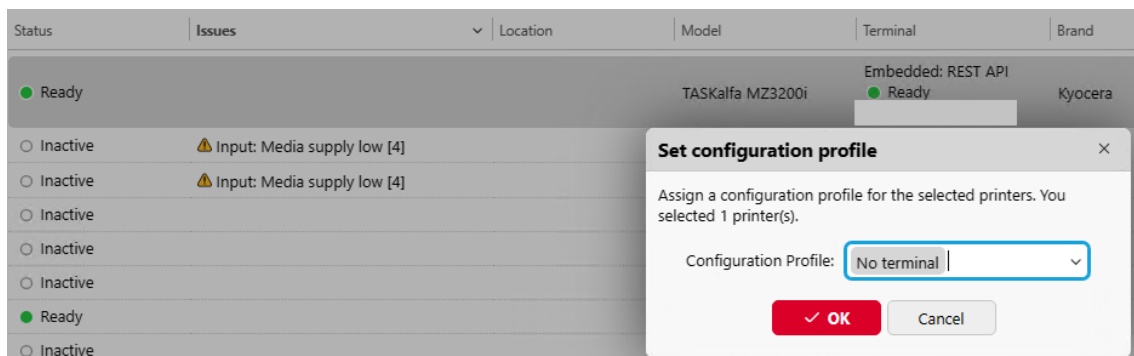 Status Issues Location Model Terminal Brand
Embedded: REST API
Ready TASKalfa MZ3200i Ready Kyocera
Inactive Input: Media supply low [4]
Inactive Input: Media supply low [4]
Inactive
Inactive
Inactive
Ready
Inactive
Set configuration profile
Assign a configuration profile for the selected printers. You
selected 1 printer(s).
Configuration Profile: No terminal
OK Cancel